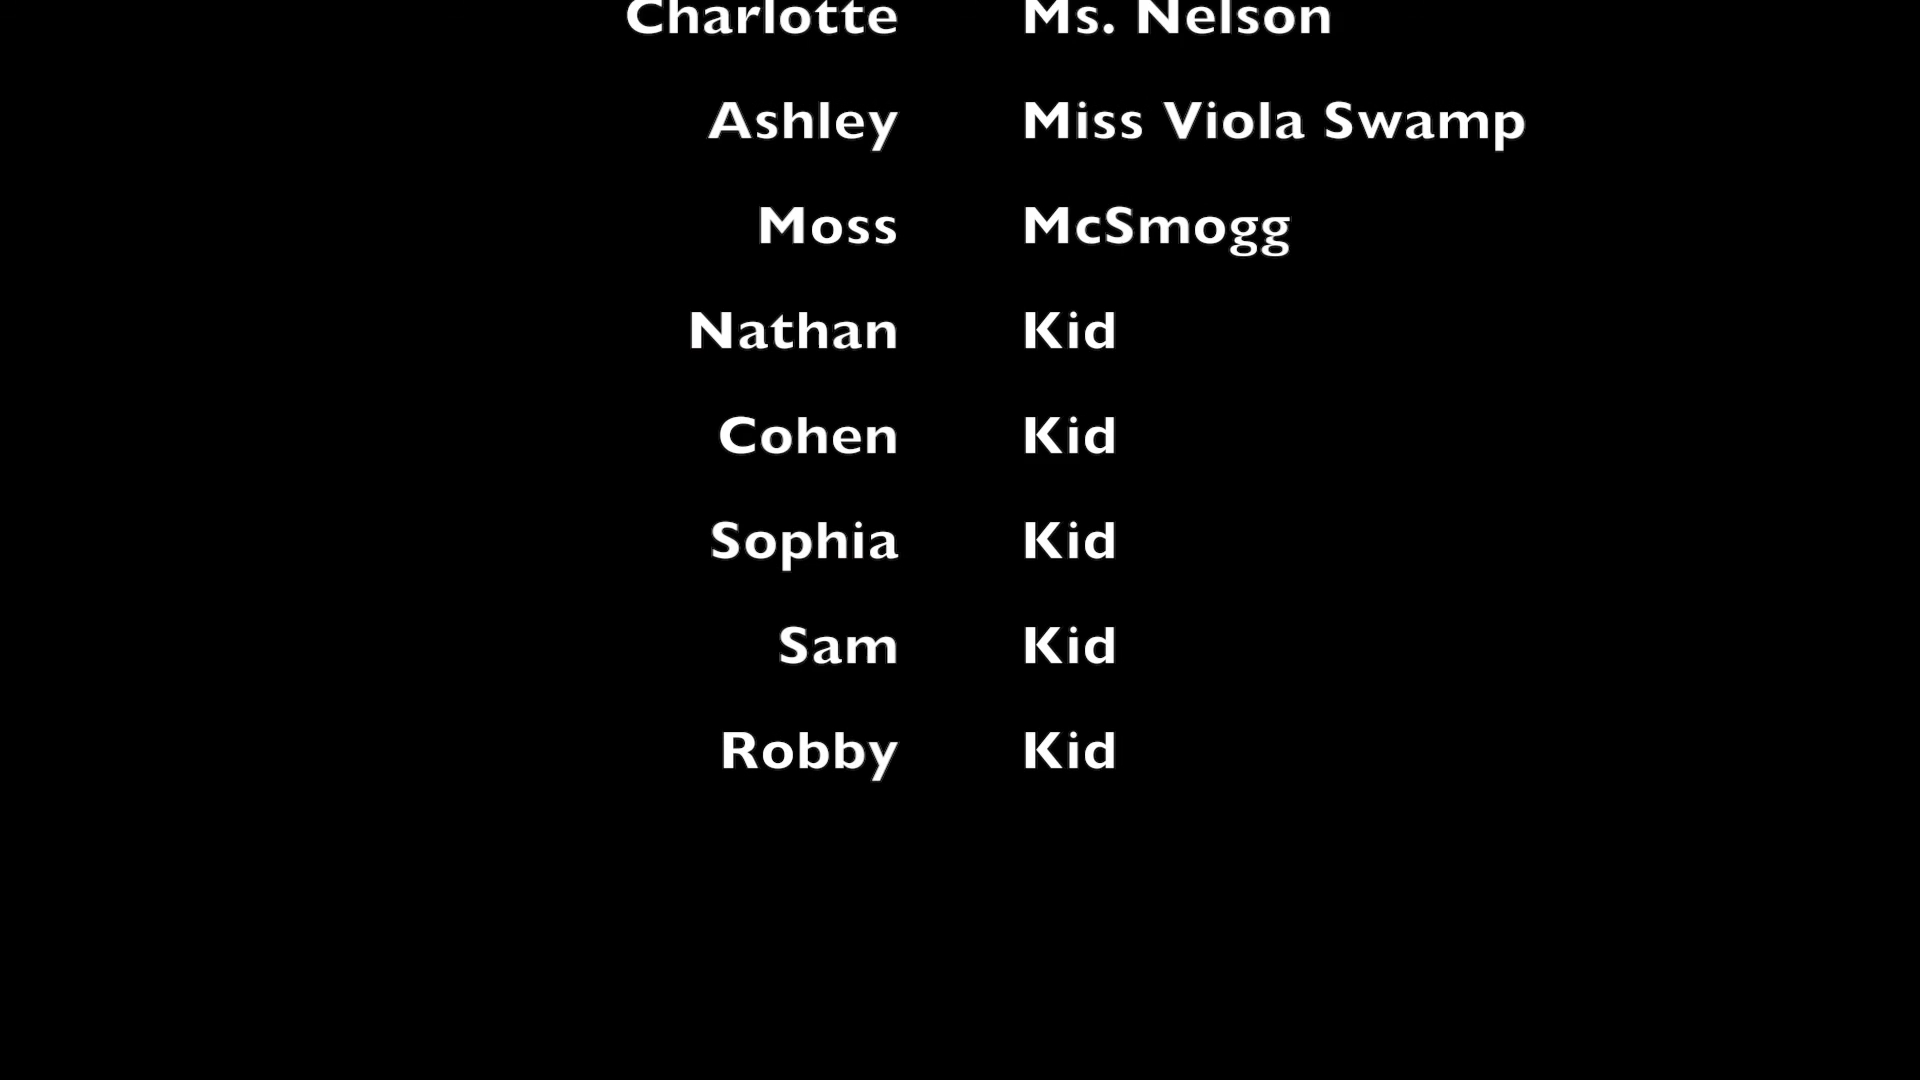 Charlotte Ms. Nelson
Ashley Miss Viola Swamp
Moss McSmogg
Nathan Kid
Cohen Kid
Sophia Kid
Sam Kid
Robby Kid